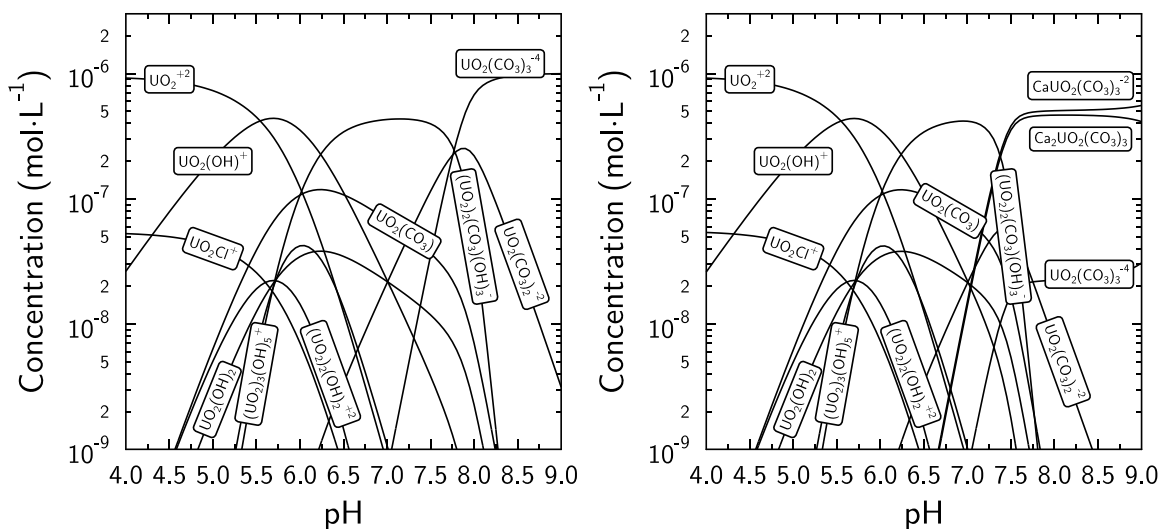 2
10⁻⁶
5
2
10⁻⁷
5
2
10⁻⁸
5
2
10⁻⁹
Concentration (mol·L⁻¹)
UO₂⁺²
UO₂(OH)⁺
UO₂Cl⁺
UO₂(OH)₂
(UO₂)₃(OH)₅⁺
(UO₂)₂(OH)₂⁺²
UO₂(CO₃)
UO₂(CO₃)₃⁻⁴
(UO₂)₂(CO₃)(OH)₃⁻
UO₂(CO₃)₂⁻²
4.0 4.5 5.0 5.5 6.0 6.5 7.0 7.5 8.0 8.5 9.0
pH
2
10⁻⁶
5
2
10⁻⁷
5
2
10⁻⁸
5
2
10⁻⁹
Concentration (mol·L⁻¹)
UO₂⁺²
UO₂(OH)⁺
UO₂Cl⁺
UO₂(OH)₂
(UO₂)₃(OH)₅⁺
(UO₂)₂(OH)₂⁺²
UO₂(CO₃)
(UO₂)₂(CO₃)(OH)₃⁻
CaUO₂(CO₃)₃⁻²
Ca₂UO₂(CO₃)₃
UO₂(CO₃)₃⁻⁴
UO₂(CO₃)₂⁻²
4.0 4.5 5.0 5.5 6.0 6.5 7.0 7.5 8.0 8.5 9.0
pH